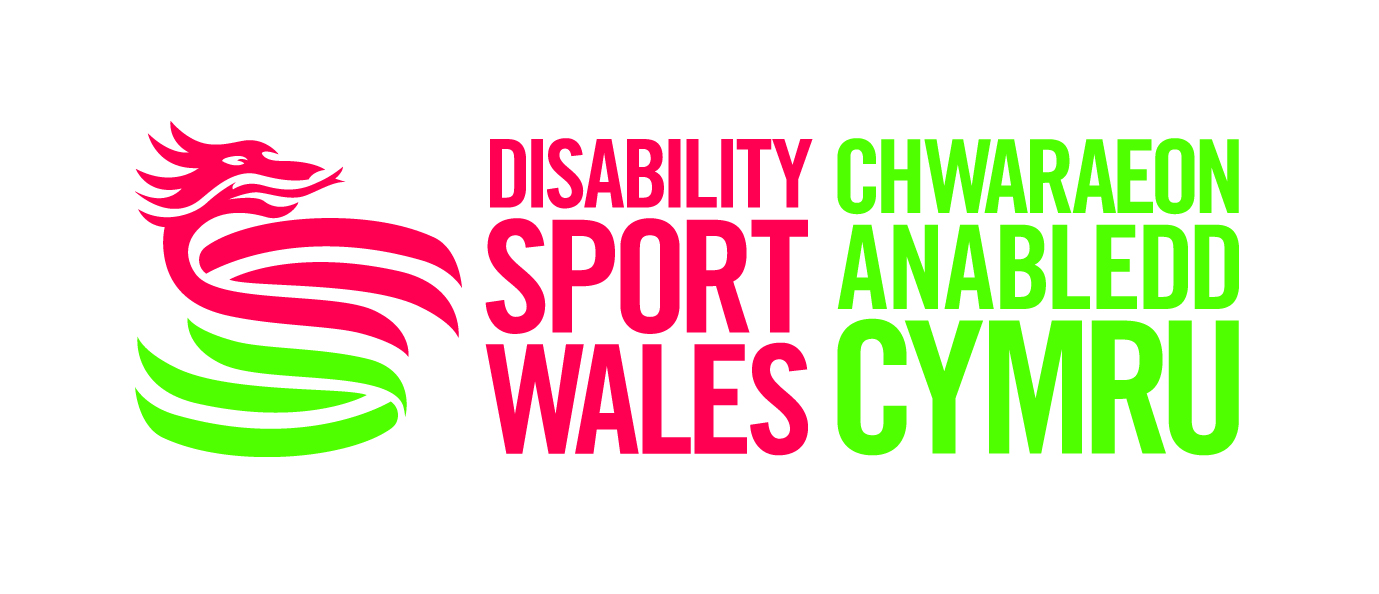 DISABILITY
SPORT
WALES
CHWARAEON
ANABLEDD
CYMRU